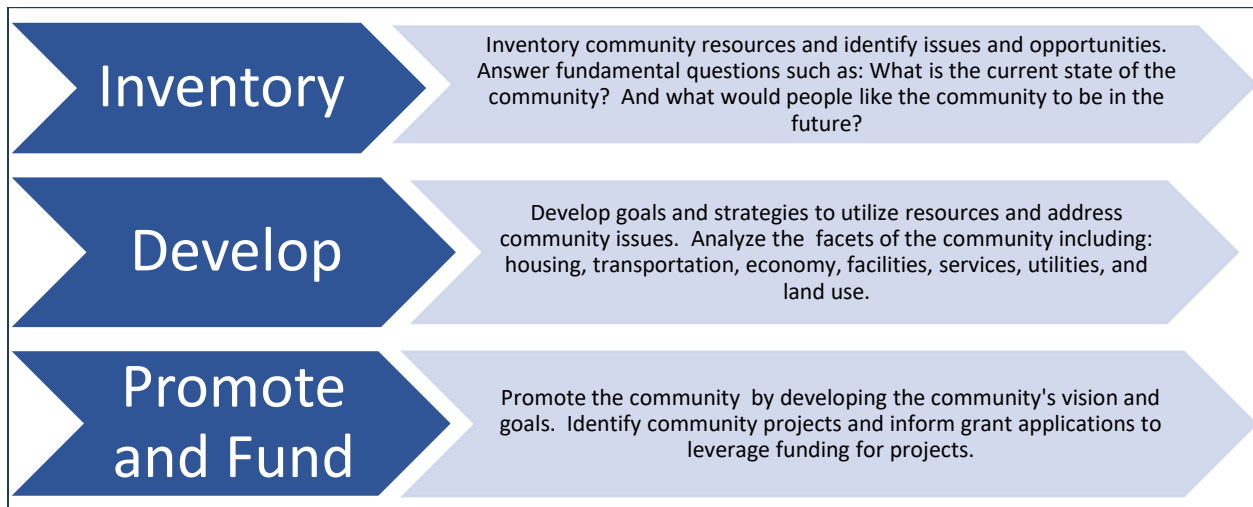 Inventory
Inventory community resources and identify issues and opportunities.
Answer fundamental questions such as: What is the current state of the
community?  And what would people like the community to be in the
future?
Develop
Develop goals and strategies to utilize resources and address
community issues.  Analyze the  facets of the community including:
housing, transportation, economy, facilities, services, utilities, and
land use.
Promote
and Fund
Promote the community  by developing the community's vision and
goals.  Identify community projects and inform grant applications to
leverage funding for projects.